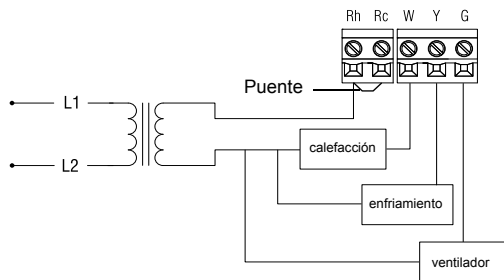 Rh Rc W Y G
Puente
L1
calefacción
L2
enfriamiento
ventilador